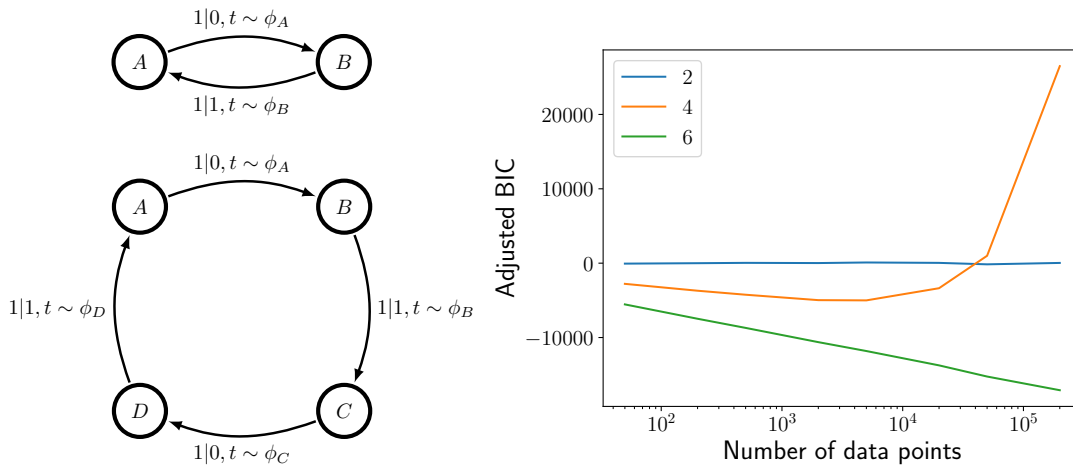 1|0, t ∼ ϕ_A
A
B
1|1, t ∼ ϕ_B
1|0, t ∼ ϕ_A
A
B
1|1, t ∼ ϕ_D
1|1, t ∼ ϕ_B
D
C
1|0, t ∼ ϕ_C
2
4
6
20000
10000
0
−10000
Adjusted BIC
10^2
10^3
10^4
10^5
Number of data points